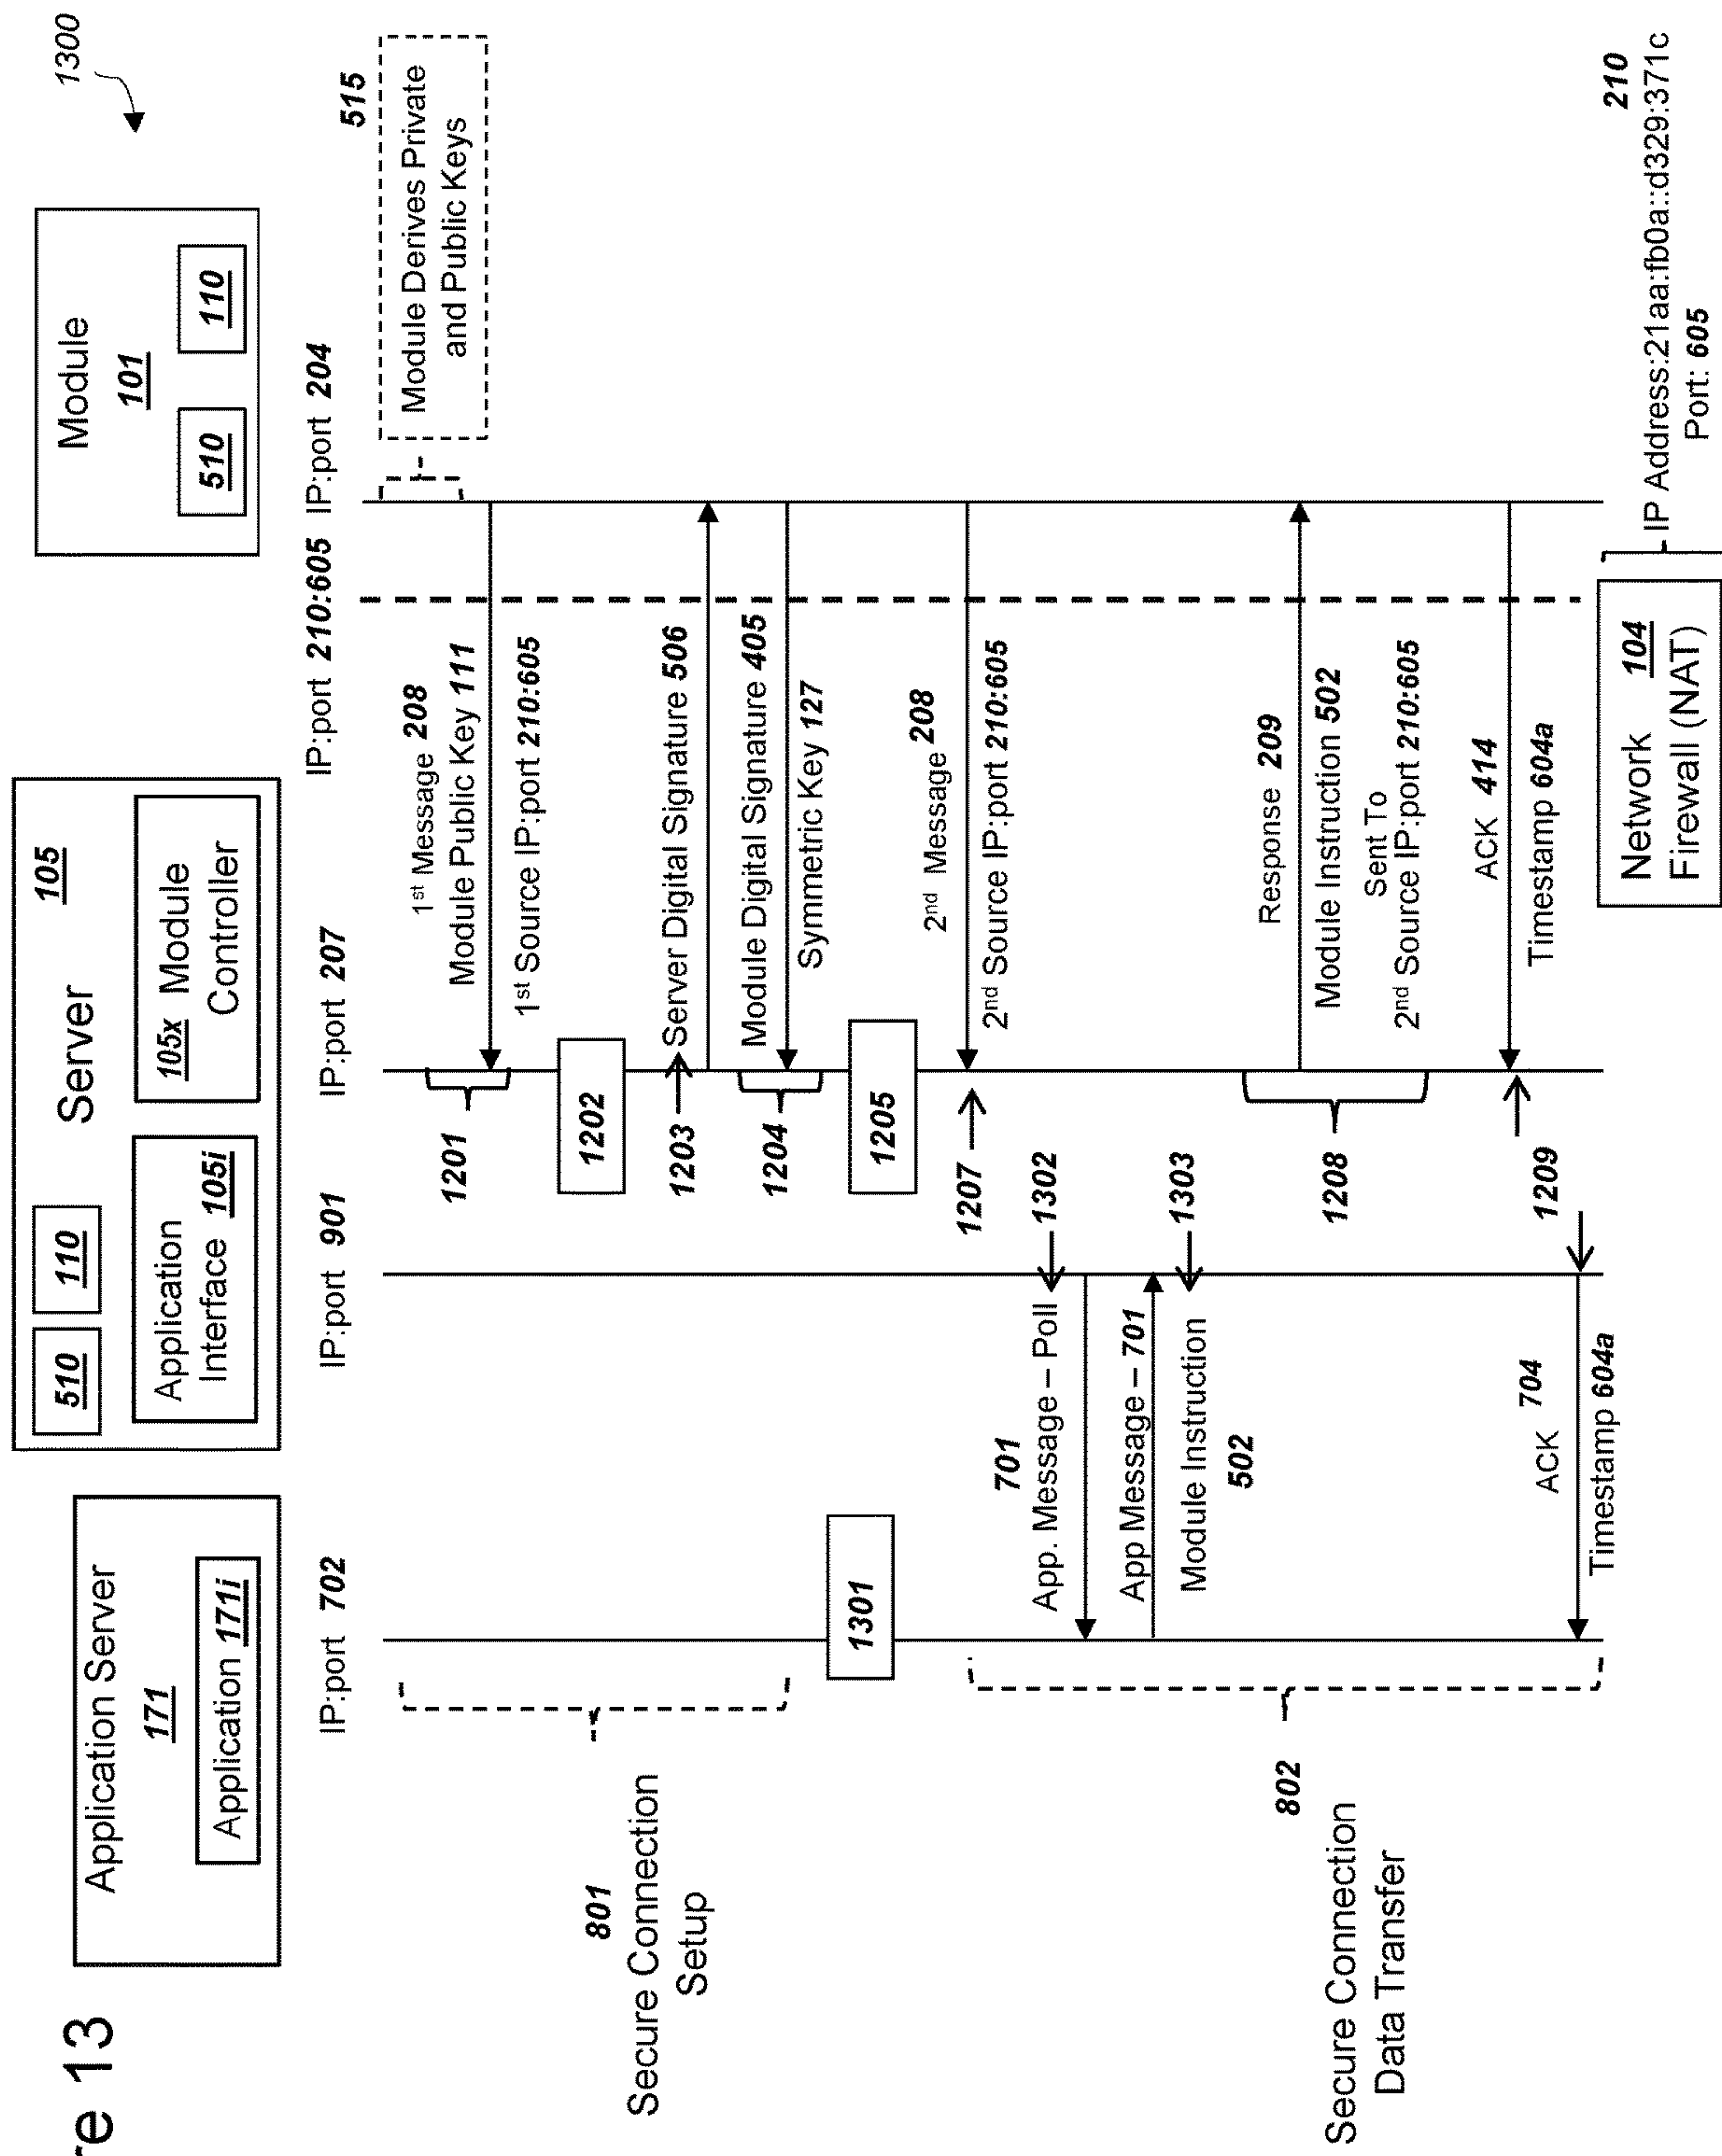 re 13
1300
Application Server
171
Application 171i
510
110
Server
105
Application
Interface 105i
105x Module
Controller
Module
101
510
110
IP:port 702
IP:port 901
IP:port 207
IP:port 210:605
IP:port 204
515
Module Derives Private
and Public Keys
801
Secure Connection
Setup
1201
1st Message 208
Module Public Key 111
1st Source IP:port 210:605
1202
1203
Server Digital Signature 506
1204
Module Digital Signature 405
Symmetric Key 127
1301
1205
802
Secure Connection
Data Transfer
1207
2nd Message 208
2nd Source IP:port 210:605
701
App. Message – Poll
1302
App Message – 701
Module Instruction
502
1303
1208
Response 209
Module Instruction 502
Sent To
2nd Source IP:port 210:605
1209
ACK 414
Timestamp 604a
ACK 704
Timestamp 604a
Network 104
Firewall (NAT)
210
IP Address:21aa:fb0a::d329:371c
Port: 605